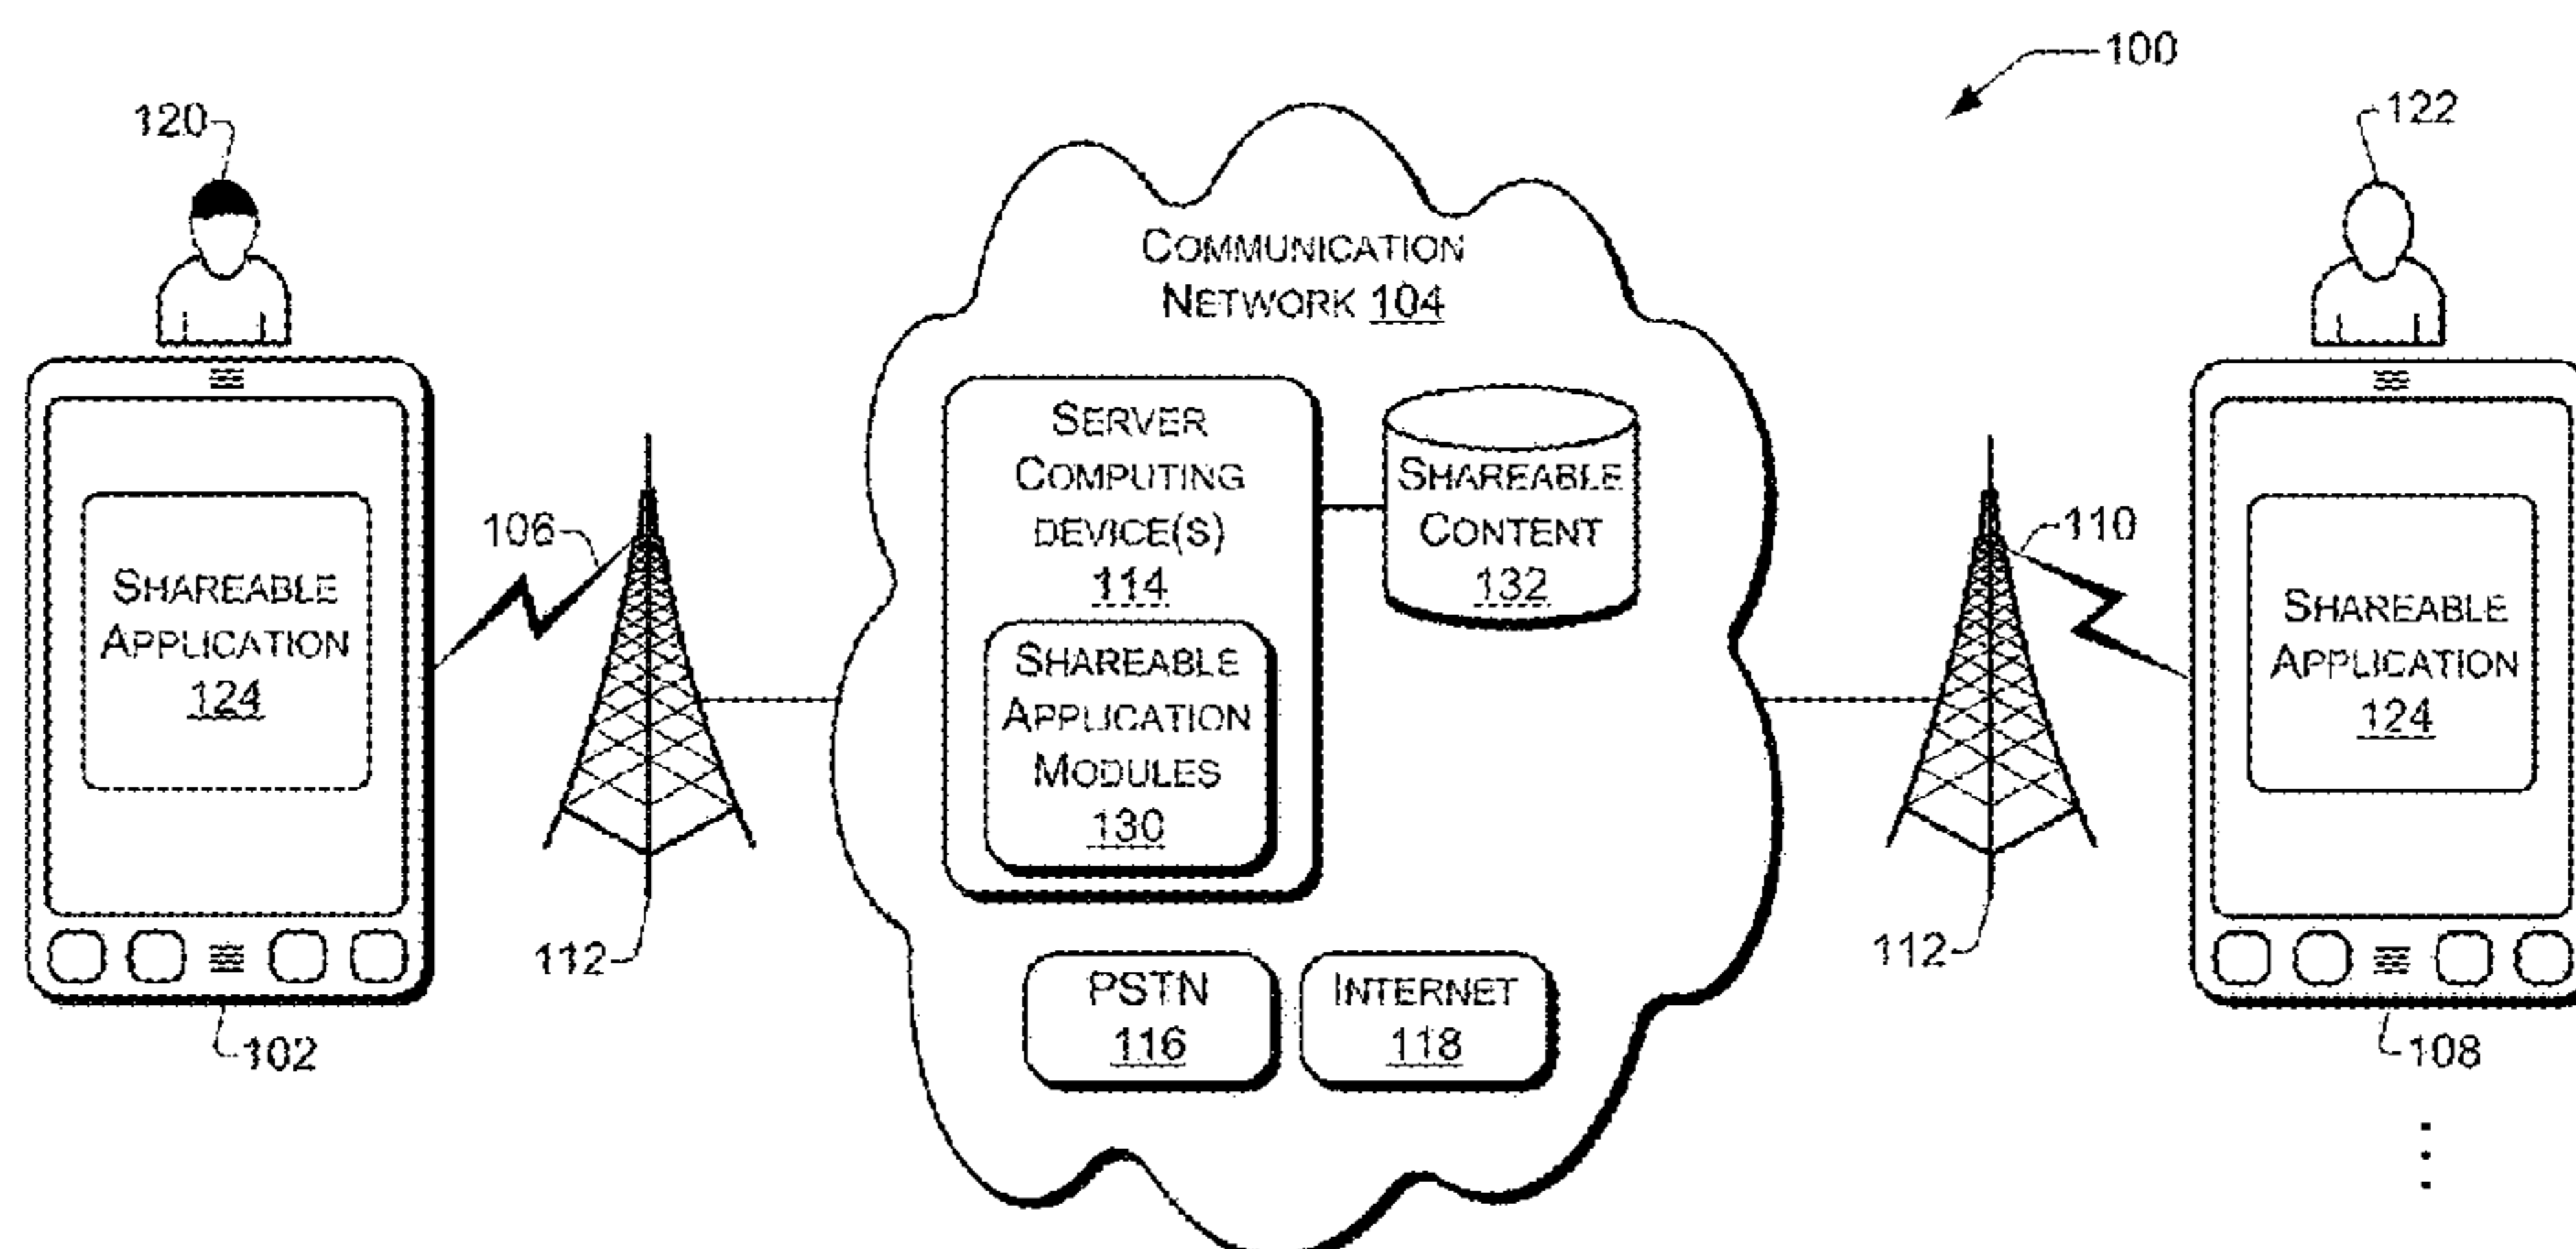 100
120
122
COMMUNICATION
NETWORK 104
SERVER
COMPUTING
DEVICE(S)
114
SHAREABLE
CONTENT
132
106
110
SHAREABLE
APPLICATION
124
SHAREABLE
APPLICATION
MODULES
130
SHAREABLE
APPLICATION
124
112
112
PSTN
116
INTERNET
118
102
108